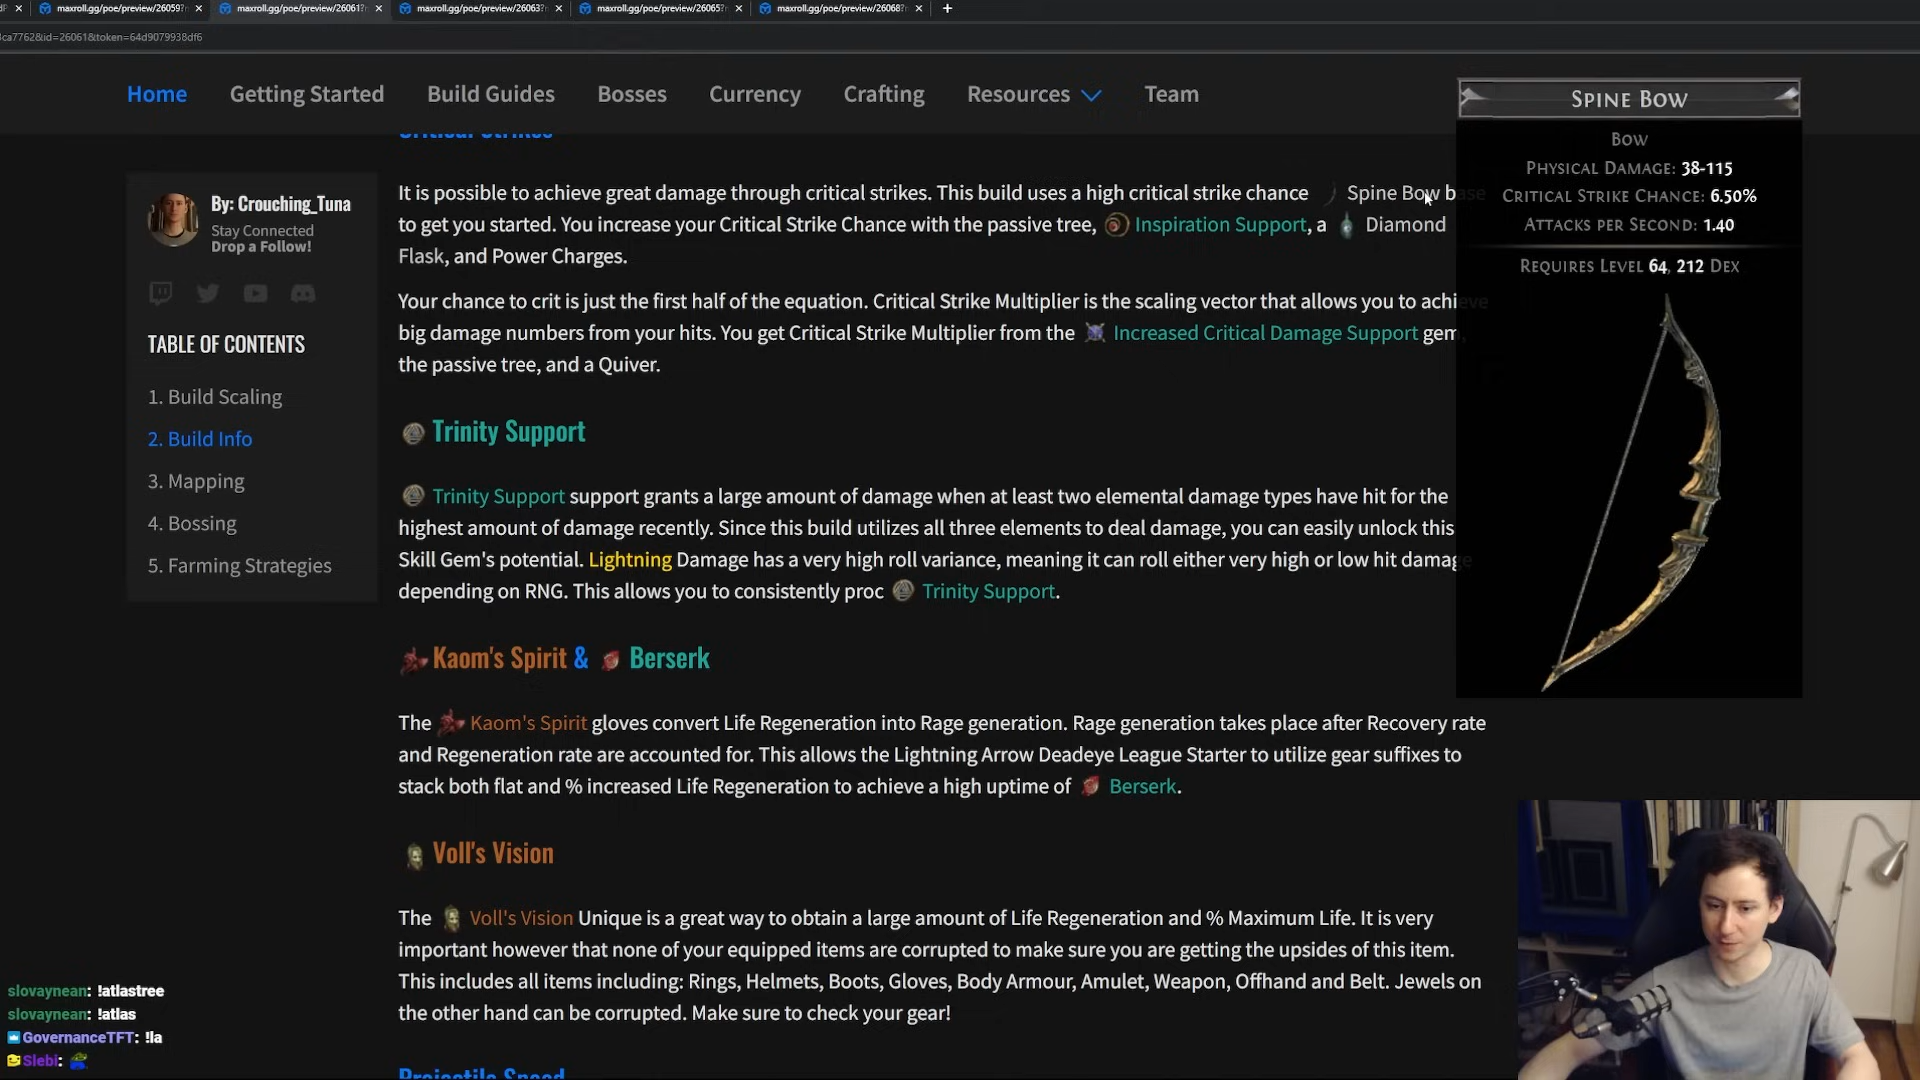 maxroll.gg/poe/preview/26059?
maxroll.gg/poe/preview/26061?
maxroll.gg/poe/preview/26063?
maxroll.gg/poe/preview/26065?
maxroll.gg/poe/preview/26068?
ca7762&id=26061&token=64d9079938df6
Home
Getting Started
Build Guides
Bosses
Currency
Crafting
Resources
Team
Critical Strikes
By: Crouching_Tuna
Stay Connected
Drop a Follow!
TABLE OF CONTENTS
1. Build Scaling
2. Build Info
3. Mapping
4. Bossing
5. Farming Strategies
It is possible to achieve great damage through critical strikes. This build uses a high critical strike chance Spine Bow base
to get you started. You increase your Critical Strike Chance with the passive tree, Inspiration Support, a Diamond
Flask, and Power Charges.
Your chance to crit is just the first half of the equation. Critical Strike Multiplier is the scaling vector that allows you to achieve
big damage numbers from your hits. You get Critical Strike Multiplier from the Increased Critical Damage Support gem,
the passive tree, and a Quiver.
Trinity Support
Trinity Support support grants a large amount of damage when at least two elemental damage types have hit for the
highest amount of damage recently. Since this build utilizes all three elements to deal damage, you can easily unlock this
Skill Gem's potential. Lightning Damage has a very high roll variance, meaning it can roll either very high or low hit damage
depending on RNG. This allows you to consistently proc Trinity Support.
Kaom's Spirit & Berserk
The Kaom's Spirit gloves convert Life Regeneration into Rage generation. Rage generation takes place after Recovery rate
and Regeneration rate are accounted for. This allows the Lightning Arrow Deadeye League Starter to utilize gear suffixes to
stack both flat and % increased Life Regeneration to achieve a high uptime of Berserk.
Voll's Vision
The Voll's Vision Unique is a great way to obtain a large amount of Life Regeneration and % Maximum Life. It is very
important however that none of your equipped items are corrupted to make sure you are getting the upsides of this item.
This includes all items including: Rings, Helmets, Boots, Gloves, Body Armour, Amulet, Weapon, Offhand and Belt. Jewels on
the other hand can be corrupted. Make sure to check your gear!
Projectile Speed
SPINE BOW
BOW
PHYSICAL DAMAGE: 38-115
CRITICAL STRIKE CHANCE: 6.50%
ATTACKS PER SECOND: 1.40
REQUIRES LEVEL 64, 212 DEX
slovaynean: !atlastree
slovaynean: !atlas
GovernanceTFT: !la
Slebi: